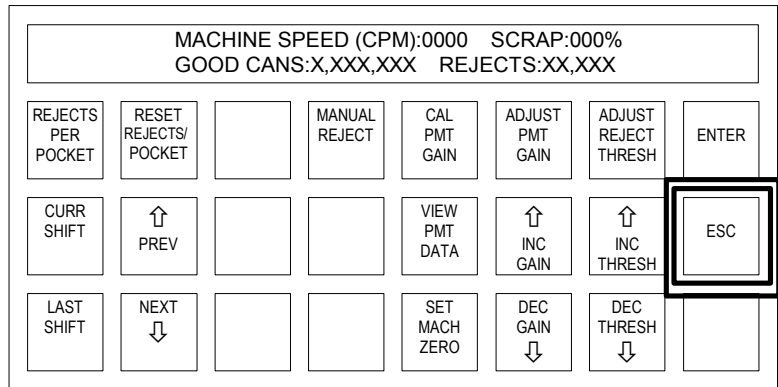 MACHINE SPEED (CPM):0000 SCRAP:000%
GOOD CANS:X,XXX,XXX REJECTS:XX,XXX
REJECTS
PER
POCKET
RESET
REJECTS/
POCKET
MANUAL
REJECT
CAL
PMT
GAIN
ADJUST
PMT
GAIN
ADJUST
REJECT
THRESH
ENTER
CURR
SHIFT
PREV
VIEW
PMT
DATA
INC
GAIN
INC
THRESH
ESC
LAST
SHIFT
NEXT
SET
MACH
ZERO
DEC
GAIN
DEC
THRESH